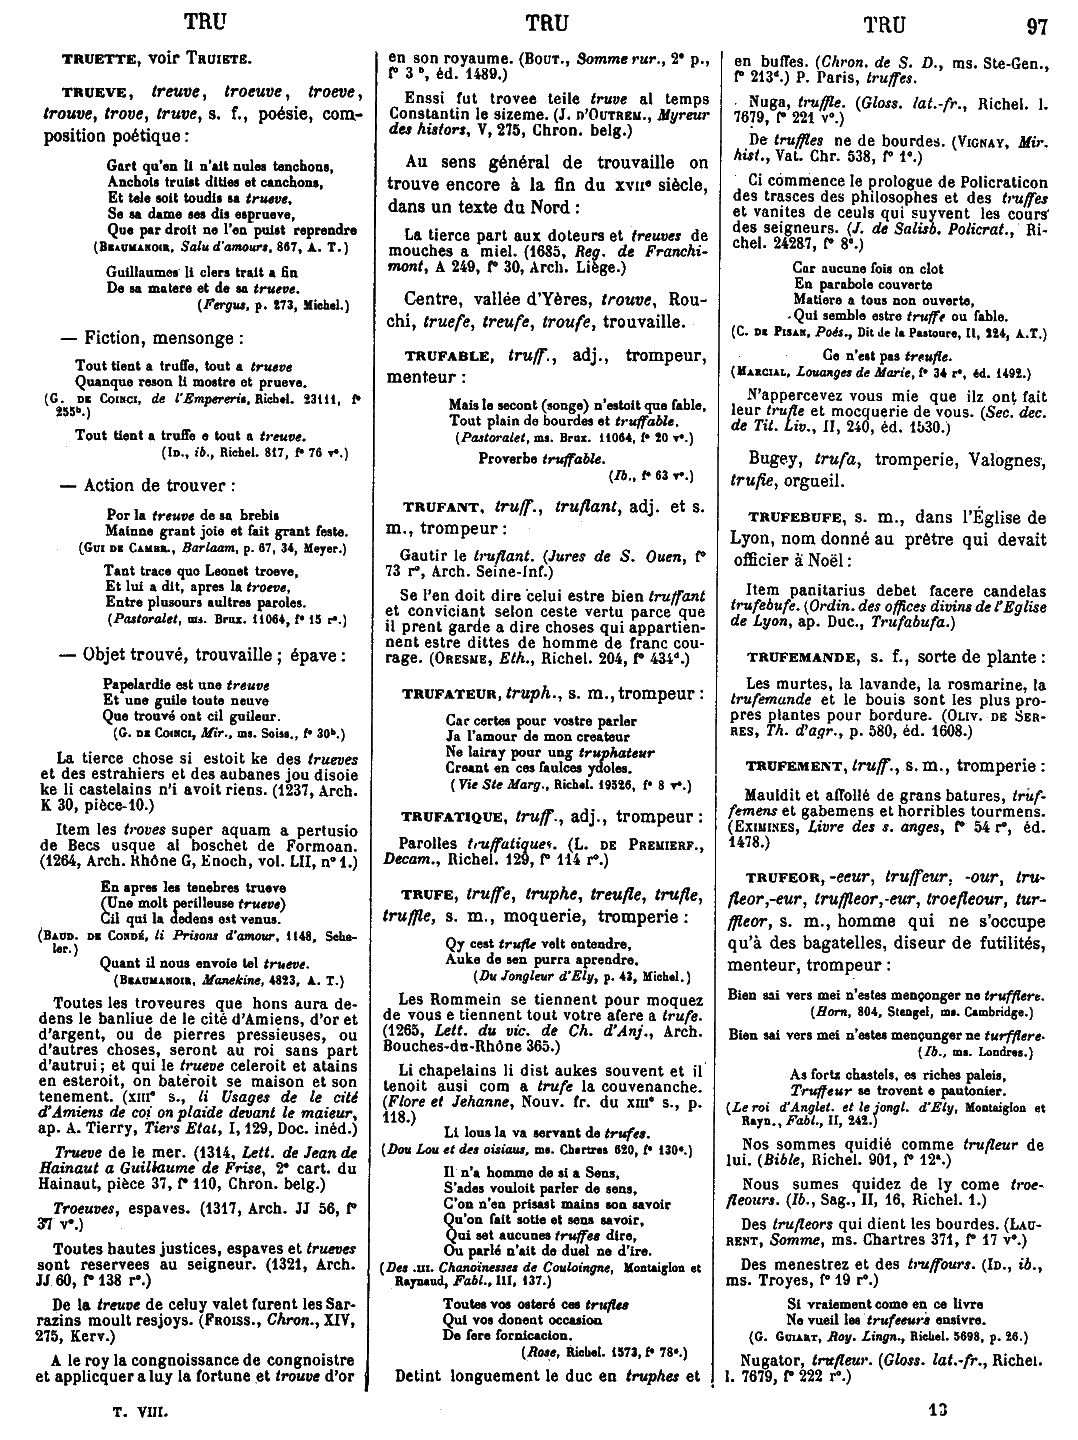 TRU
TRU
TRU 97
TRUETTE, voir TRUIETE.
TRUEVE, treuve, troeuve, troeve,
trouve, trove, truve, s. f., poésie, com-
position poétique :
Gart qu'en li n'ait nules tenchons,
Anchois truist dities et canchons,
Et tele soit toudis sa trueve,
Se sa dame ses dis esprueve,
Que par droit ne l'en puist reprendre
(BEAUMANOIR, Salu d'amours, 867, A. T.)
Guillaumes li clers trait a fin
De sa matere et de sa trueve.
(Fergus, p. 273, Michel.)
— Fiction, mensonge :
Tout tient a truffe, tout a trueve
Quanque reson li mostre et prueve.
(G. DE COINCI, de l'Empereris, Richel. 23111, f°
255b.)
Tout tient a truffe e tout a treuve.
(ID., ib., Richel. 817, f° 76 v°.)
— Action de trouver :
Por la treuve de sa brebis
Mainne grant joie et fait grant feste.
(GUI DE CAMBR., Barlaam, p. 67, 34, Meyer.)
Tant trace que Leonet troeve,
Et lui a dit, apres la troeve,
Entre plusours aultres paroles.
(Pastoralet, ms. Brux. 11064, f° 15 r°.)
— Objet trouvé, trouvaille ; épave :
Papelardie est une treuve
Et une guile toute neuve
Que trouvé ont cil guileur.
(G. DE COINCI, Mir., ms. Soiss., f° 30b.)
La tierce chose si estoit ke des trueves
et des estrahiers et des aubanes jou disoie
ke li castelains n'i avoit riens. (1237, Arch.
K 30, pièce 10.)
Item les troves super aquam a pertusio
de Becs usque al boschet de Formoan.
(1264, Arch. Rhône G, Enoch, vol. LII, n° 1.)
En apres les tenebres trueve
(Une molt perilleuse trueve)
Cil qui la dedens est venus.
(BAUD. DE CONDÉ, li Prisons d'amour, 1148, Sche-
ler.)
Quant il nous envoie tel trueve.
(BEAUMANOIR, Manekine, 4823, A. T.)
Toutes les troveures que hons aura de-
dens le banliue de le cité d'Amiens, d'or et
d'argent, ou de pierres pressieuses, ou
d'autres choses, seront au roi sans part
d'autrui ; et qui le trueve celeroit et atains
en esteroit, on bateroit se maison et son
tenement. (XIIIe s., li Usages de le cité
d'Amiens de coi on plaide devant le maieur,
ap. A. Tierry, Tiers Etat, I, 129, Doc. inéd.)
Trueve de le mer. (1314, Lett. de Jean de
Hainaut a Guillaume de Frise, 2e cart. du
Hainaut, pièce 37, f° 110, Chron. belg.)
Troeuves, espaves. (1317, Arch. JJ 56, f°
37 v°.)
Toutes hautes justices, espaves et trueves
sont reservees au seigneur. (1321, Arch.
JJ 60, f° 138 r°.)
De la treuve de celuy valet furent les Sar-
razins moult resjoys. (FROISS., Chron., XIV,
275, Kerv.)
A le roy la congnoissance de congnoistre
et applicquer a luy la fortune et trouve d'or
T. VIII.
en son royaume. (BOUT., Somme rur., 2e p.,
f° 3 b, éd. 1489.)
Enssi fut trovee teile truve al temps
Constantin le sizeme. (J. D'OUTREM., Myreur
des histors, V, 275, Chron. belg.)
Au sens général de trouvaille on
trouve encore à la fin du XVIIe siècle,
dans un texte du Nord :
La tierce part aux doteurs et treuves de
mouches a miel. (1685, Reg. de Franchi-
mont, A 249, f° 30, Arch. Liège.)
Centre, vallée d'Yères, trouve, Rou-
chi, truefe, treufe, troufe, trouvaille.
TRUFABLE, truff., adj., trompeur,
menteur :
Mais le secont (songe) n'estoit que fable,
Tout plain de bourdes et truffable.
(Pastoralet, ms. Brux. 11064, f° 20 v°.)
Proverbe truffable.
(Ib., f° 63 v°.)
TRUFANT, truff., truflant, adj. et s.
m., trompeur :
Gautir le truflant. (Jures de S. Ouen, f°
73 r°, Arch. Seine-Inf.)
Se l'en doit dire celui estre bien truffant
et conviciant selon ceste vertu parce que
il prent garde a dire choses qui appartien-
nent estre dittes de homme de franc cou-
rage. (ORESME, Eth., Richel. 204, f° 434d.)
TRUFATEUR, truph., s. m., trompeur :
Car certes pour vostre parler
Ja l'amour de mon createur
Ne lairay pour ung truphateur
Creant en ces faulces ydoles.
(Vie Ste Marg., Richel. 19526, f° 8 v°.)
TRUFATIQUE, truff., adj., trompeur :
Parolles truffatiques. (L. DE PREMIERF.,
Decam., Richel. 129, f° 114 r°.)
TRUFE, truffe, truphe, treufle, trufle,
truffle, s. m., moquerie, tromperie :
Qy cest trufle velt entendre,
Auke de sen purra aprendre.
(Du Jongleur d'Ely, p. 43, Michel.)
Les Rommein se tiennent pour moquez
de vous e tiennent tout votre afere a trufe.
(1265, Lett. du vic. de Ch. d'Anj., Arch.
Bouches-du-Rhône 365.)
Li chapelains li dist aukes souvent et il
tenoit ausi com a trufe la couvenanche.
(Flore et Jehanne, Nouv. fr. du XIIIe s., p.
118.)
Li lous la va servant de trufes.
(Dou Lou et des oisiaus, ms. Chartres 620, f° 130c.)
Il n'a homme de si a Sens,
S'ades vouloit parler de sens,
C'on n'en prisast mains son savoir
Qu'on fait sotie et sens savoir,
Qui set aucunes truffes dire,
Ou parlé n'ait de duel ne d'ire.
(Des .III. Chanoinesses de Couloingne, Montaiglon et
Raynaud, Fabl., III, 137.)
Toutes vos osteré ces trufles
Qui vos donent occasion
De fere fornicacion.
(Rose, Richel. 1573, f° 78c.)
Detint longuement le duc en truphes et
en buffes. (Chron. de S. D., ms. Ste-Gen.,
f° 213d.) P. Paris, truffes.
Nuga, truffle. (Gloss. lat.-fr., Richel. l.
7679, f° 221 v°.)
De truffles ne de bourdes. (VIGNAY, Mir.
hist., Vat. Chr. 538, f° 1c.)
Ci commence le prologue de Policraticon
des trasces des philosophes et des truffes
et vanites de ceuls qui suyvent les cours
des seigneurs. (J. de Salisb. Policrat., Ri-
chel. 24287, f° 8c.)
Car aucune fois on clot
En parabole couverte
Matiere a tous non ouverte,
Qui semble estre truffe ou fable.
(C. DE PISAN, Poés., Dit de la Pastoure, II, 224, A.T.)
Ce n'est pas treufle.
(MARCIAL, Louanges de Marie, f° 34 r°, éd. 1492.)
N'appercevez vous mie que ilz ont fait
leur trufle et mocquerie de vous. (Sec. dec.
de Tit. Liv., II, 240, éd. 1530.)
Bugey, trufa, tromperie, Valognes,
trufie, orgueil.
TRUFEBUFE, s. m., dans l'Église de
Lyon, nom donné au prêtre qui devait
officier à Noël :
Item panitarius debet facere candelas
trufebufe. (Ordin. des offices divins de l'Eglise
de Lyon, ap. Duc., Trufabufa.)
TRUFEMANDE, s. f., sorte de plante :
Les murtes, la lavande, la rosmarine, la
trufemande et le bouis sont les plus pro-
pres plantes pour bordure. (OLIV. DE SER-
RES, Th. d'agr., p. 580, éd. 1608.)
TRUFEMENT, truff., s. m., tromperie :
Mauldit et affollé de grans batures, truf-
femens et gabemens et horribles tourmens.
(EXIMINES, Livre des s. anges, f° 54 r°, éd.
1478.)
TRUFEOR, -eeur, truffeur, -our, tru-
fleor, -eur, truffleor, -eur, troefleour, tur-
ffleor, s. m., homme qui ne s'occupe
qu'à des bagatelles, diseur de futilités,
menteur, trompeur :
Bien sai vers mei n'estes mençonger ne trufflere.
(Horn, 804, Stengel, ms. Cambridge.)
Bien sai vers mei n'estes mençunger ne turfflere.
(Ib., ms. Londres.)
As fortz chastels, es riches paleis,
Truffeur se trovent e pautonier.
(Le roi d'Anglet. et le jongl. d'Ely, Montaiglon et
Rayn., Fabl., II, 242.)
Nos sommes quidié comme trufleur de
lui. (Bible, Richel. 901, f° 12a.)
Nous sumes quidez de ly come troe-
fleours. (Ib., Sag., II, 16, Richel. 1.)
Des trufleors qui dient les bourdes. (LAU-
RENT, Somme, ms. Chartres 371, f° 17 v°.)
Des menestrez et des truffours. (ID., ib.,
ms. Troyes, f° 19 r°.)
Si vraiement come en ce livre
Ne vueil les trufeeurs ensivre.
(G. GUIART, Roy. Lingn., Richel. 5698, p. 26.)
Nugator, trufleur. (Gloss. lat.-fr., Richel.
l. 7679, f° 222 r°.)
13